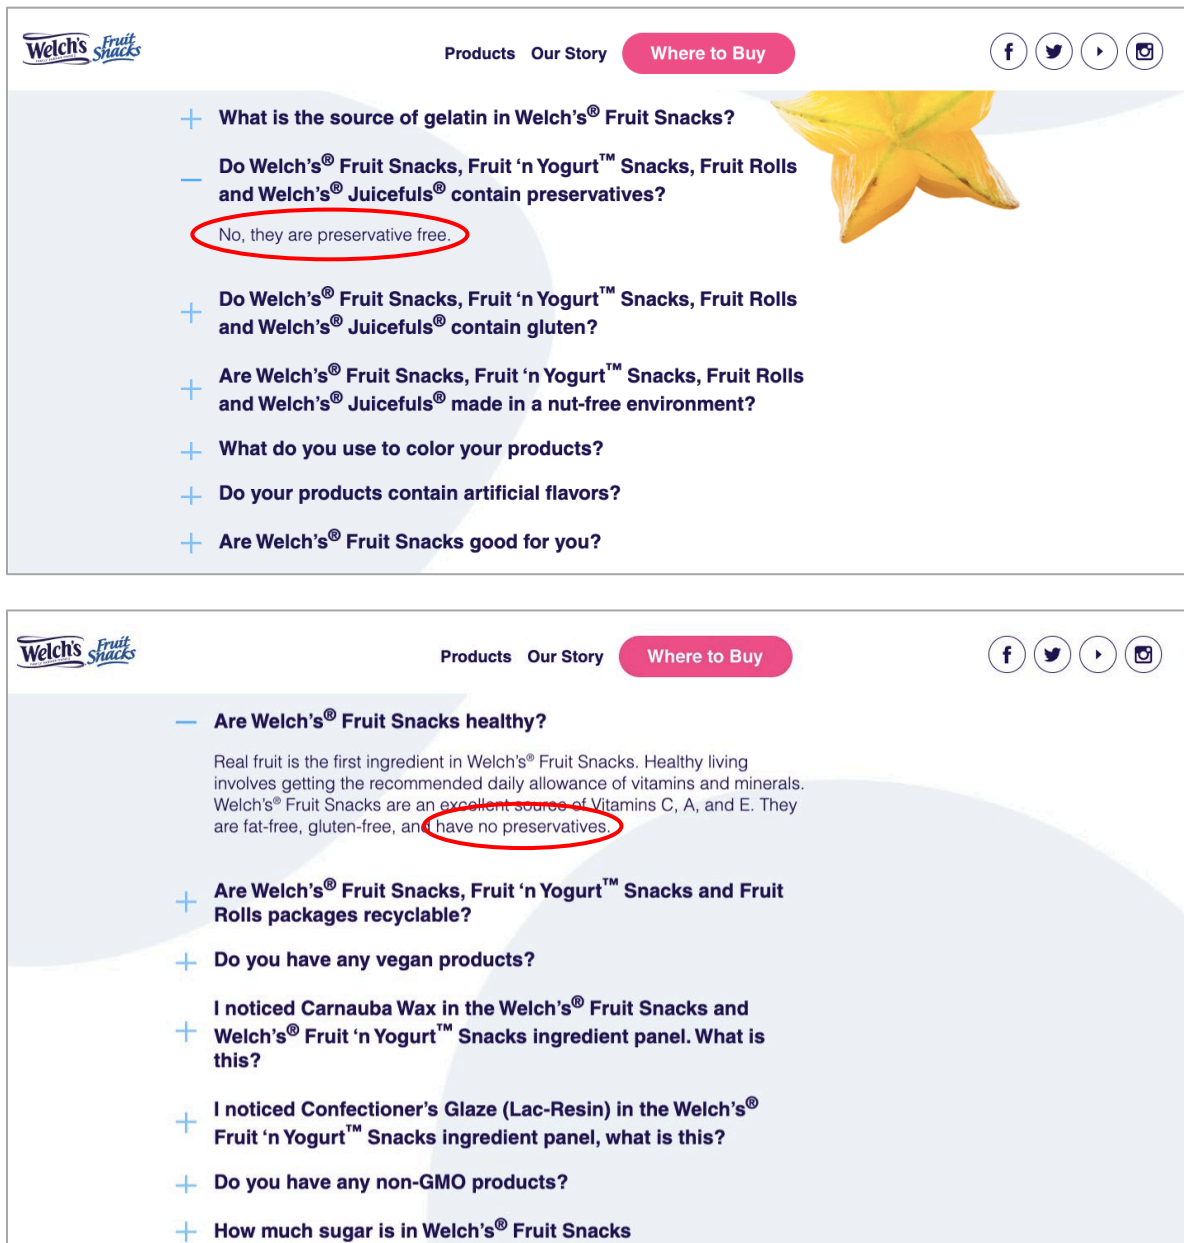 Welch's Fruit Snacks
Products Our Story Where to Buy
What is the source of gelatin in Welch's® Fruit Snacks?
Do Welch's® Fruit Snacks, Fruit 'n Yogurt™ Snacks, Fruit Rolls
and Welch's® Juicefuls® contain preservatives?
No, they are preservative free.
Do Welch's® Fruit Snacks, Fruit 'n Yogurt™ Snacks, Fruit Rolls
and Welch's® Juicefuls® contain gluten?
Are Welch's® Fruit Snacks, Fruit 'n Yogurt™ Snacks, Fruit Rolls
and Welch's® Juicefuls® made in a nut-free environment?
What do you use to color your products?
Do your products contain artificial flavors?
Are Welch's® Fruit Snacks good for you?
Welch's Fruit Snacks
Products Our Story Where to Buy
Are Welch's® Fruit Snacks healthy?
Real fruit is the first ingredient in Welch's® Fruit Snacks. Healthy living
involves getting the recommended daily allowance of vitamins and minerals.
Welch's® Fruit Snacks are an excellent source of Vitamins C, A, and E. They
are fat-free, gluten-free, and have no preservatives.
Are Welch's® Fruit Snacks, Fruit 'n Yogurt™ Snacks and Fruit
Rolls packages recyclable?
Do you have any vegan products?
I noticed Carnauba Wax in the Welch's® Fruit Snacks and
Welch's® Fruit 'n Yogurt™ Snacks ingredient panel. What is
this?
I noticed Confectioner's Glaze (Lac-Resin) in the Welch's®
Fruit 'n Yogurt™ Snacks ingredient panel, what is this?
Do you have any non-GMO products?
How much sugar is in Welch's® Fruit Snacks